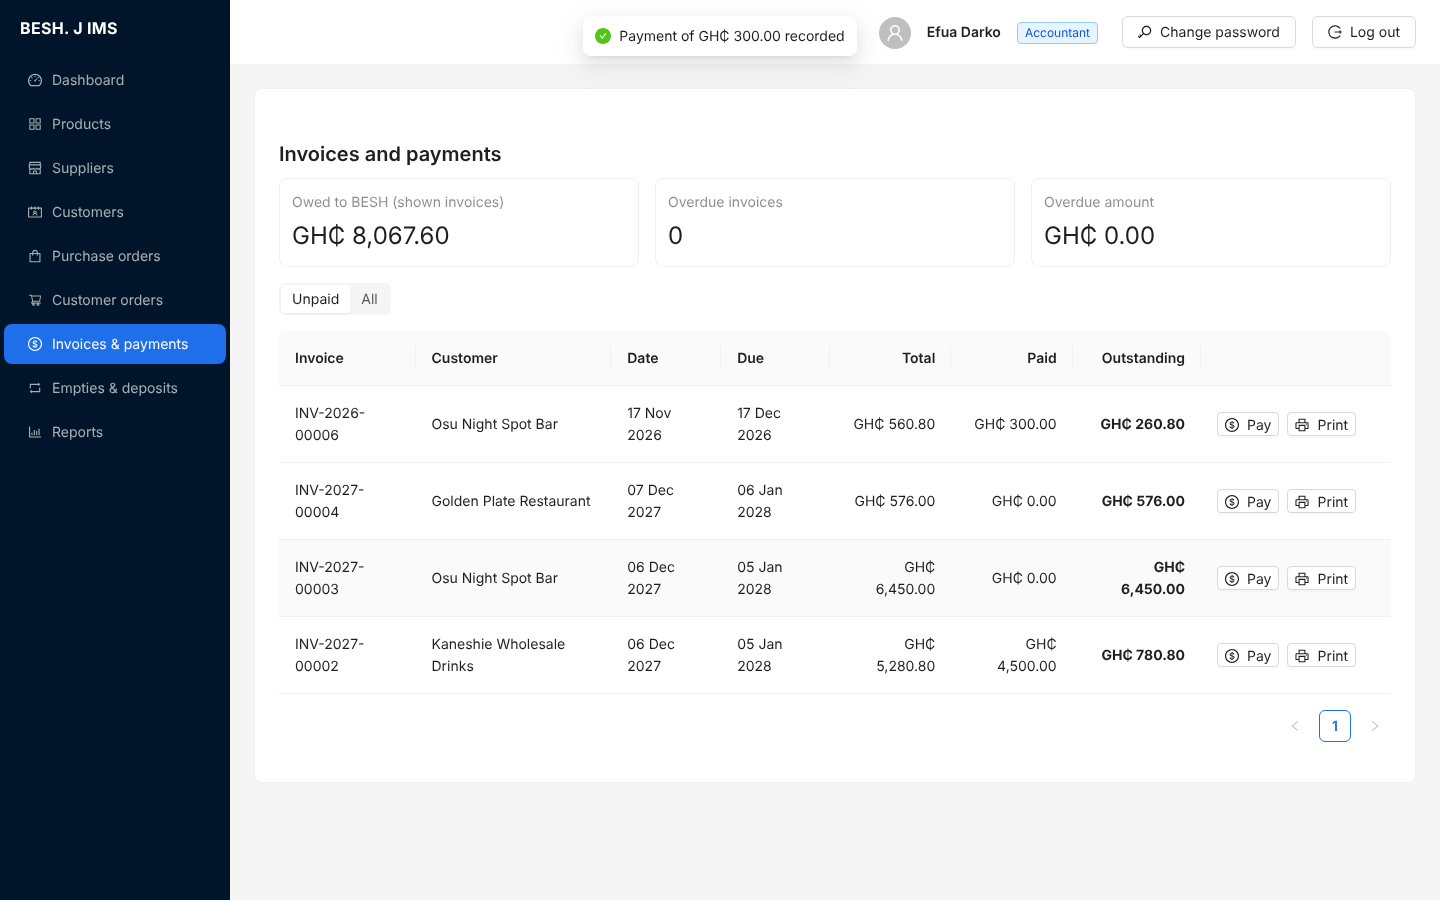 BESH. J IMS
Payment of GH₵ 300.00 recorded
Efua Darko
Accountant
Change password
Log out
Dashboard
Products
Suppliers
Customers
Purchase orders
Customer orders
Invoices & payments
Empties & deposits
Reports
Invoices and payments
Owed to BESH (shown invoices)
GH₵ 8,067.60
Overdue invoices
0
Overdue amount
GH₵ 0.00
Unpaid All
Invoice Customer Date Due Total Paid Outstanding
INV-2026-00006 Osu Night Spot Bar 17 Nov 2026 17 Dec 2026 GH₵ 560.80 GH₵ 300.00 GH₵ 260.80 Pay Print
INV-2027-00004 Golden Plate Restaurant 07 Dec 2027 06 Jan 2028 GH₵ 576.00 GH₵ 0.00 GH₵ 576.00 Pay Print
INV-2027-00003 Osu Night Spot Bar 06 Dec 2027 05 Jan 2028 GH₵ 6,450.00 GH₵ 0.00 GH₵ 6,450.00 Pay Print
INV-2027-00002 Kaneshie Wholesale Drinks 06 Dec 2027 05 Jan 2028 GH₵ 5,280.80 GH₵ 4,500.00 GH₵ 780.80 Pay Print
1